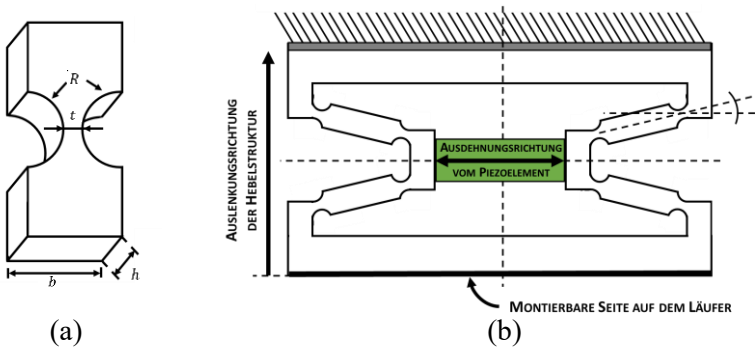 R
t
b
h
(a)
AUSLENKUNGSRICHTUNG
DER HEBELSTRUKTUR
AUSDEHNUNGSRICHTUNG
VOM PIEZOELEMENT
MONTIERBARE SEITE AUF DEM LÄUFER
(b)